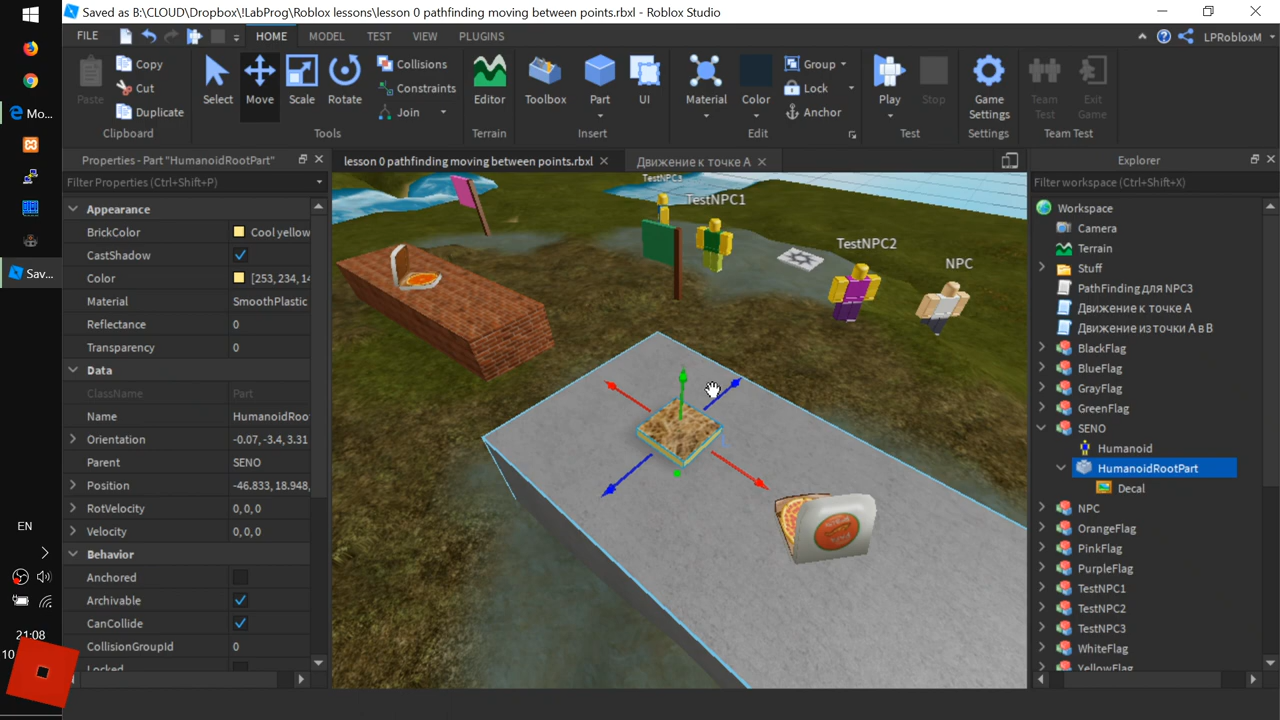 Saved as B:\CLOUD\Dropbox\!LabProg\Roblox lessons\lesson 0 pathfinding moving between points.rbxl - Roblox Studio
FILE HOME MODEL TEST VIEW PLUGINS LPRobloxM
Paste Copy Cut Duplicate
Select Move Scale Rotate Collisions Constraints Join
Editor Toolbox Part UI
Material Color Group Lock Anchor
Play Stop Game Settings Team Test Exit Game
Clipboard Tools Terrain Insert Edit Test Settings Team Test
Mo...
Sav...
EN
21:08
10
Properties - Part "HumanoidRootPart"
Filter Properties (Ctrl+Shift+P)
Appearance
BrickColor Cool yellow
CastShadow
Color [253,234,14
Material SmoothPlastic
Reflectance 0
Transparency 0
Data
ClassName Part
Name HumanoidRoo
Orientation -0.07, -3.4, 3.31
Parent SENO
Position -46.833, 18.948,
RotVelocity 0,0,0
Velocity 0,0,0
Behavior
Anchored
Archivable
CanCollide
CollisionGroupId 0
Locked
lesson 0 pathfinding moving between points.rbxl Движение к точке А
TestNPC3
TestNPC1
TestNPC2
NPC
Explorer
Filter workspace (Ctrl+Shift+X)
Workspace
Camera
Terrain
Stuff
PathFinding для NPC3
Движение к точке А
Движение из точки А в В
BlackFlag
BlueFlag
GrayFlag
GreenFlag
SENO
Humanoid
HumanoidRootPart
Decal
NPC
OrangeFlag
PinkFlag
PurpleFlag
TestNPC1
TestNPC2
TestNPC3
WhiteFlag
YellowFlag